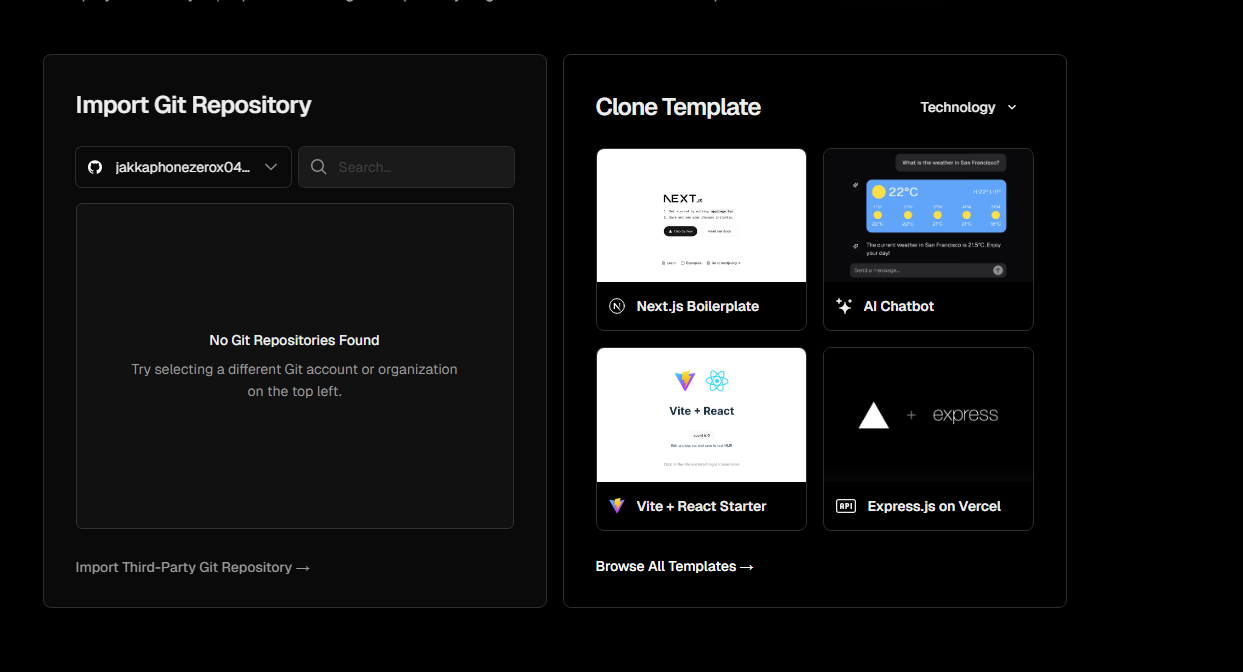 Import Git Repository
jakkaphonezerox04...
Search...
No Git Repositories Found
Try selecting a different Git account or organization
on the top left.
Import Third-Party Git Repository →
Clone Template
Technology
NEXT.js
Next.js Boilerplate
What is the weather in San Francisco?
22°C
The current weather in San Francisco is 21.5°C. Enjoy
your day!
Send a message...
AI Chatbot
Vite + React
Vite + React Starter
+ express
API
Express.js on Vercel
Browse All Templates →